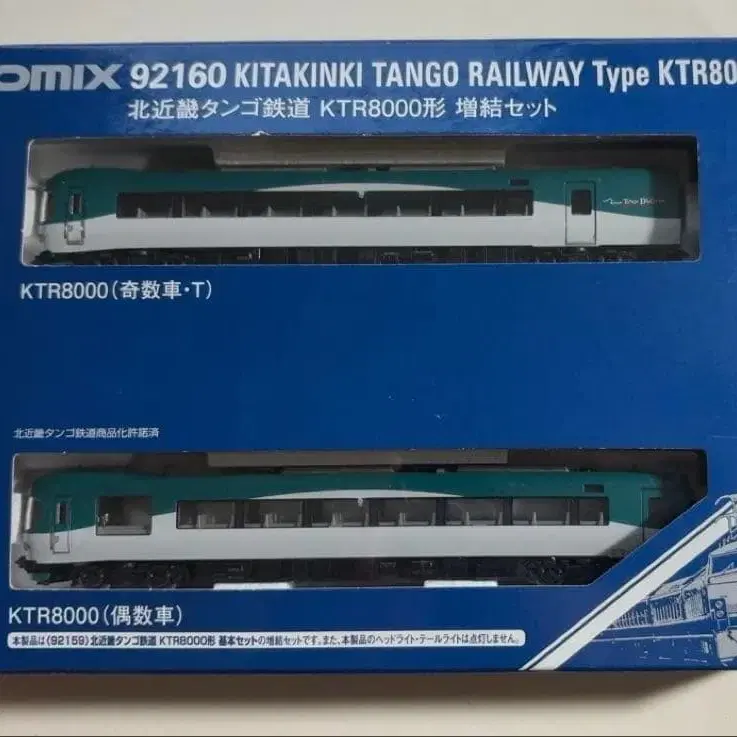 OMIX 92160 KITAKINKI TANGO RAILWAY Type KTR80
北近畿タンゴ鉄道 KTR8000形 増結セット
KTR8000(奇数車・T)
北近畿タンゴ鉄道商品化許諾済
KTR8000(偶数車)
本製品は〈92159〉北近畿タンゴ鉄道 KTR8000形 基本セットの増結セットです。また、本製品のヘッドライト・テールライトは点灯しません。